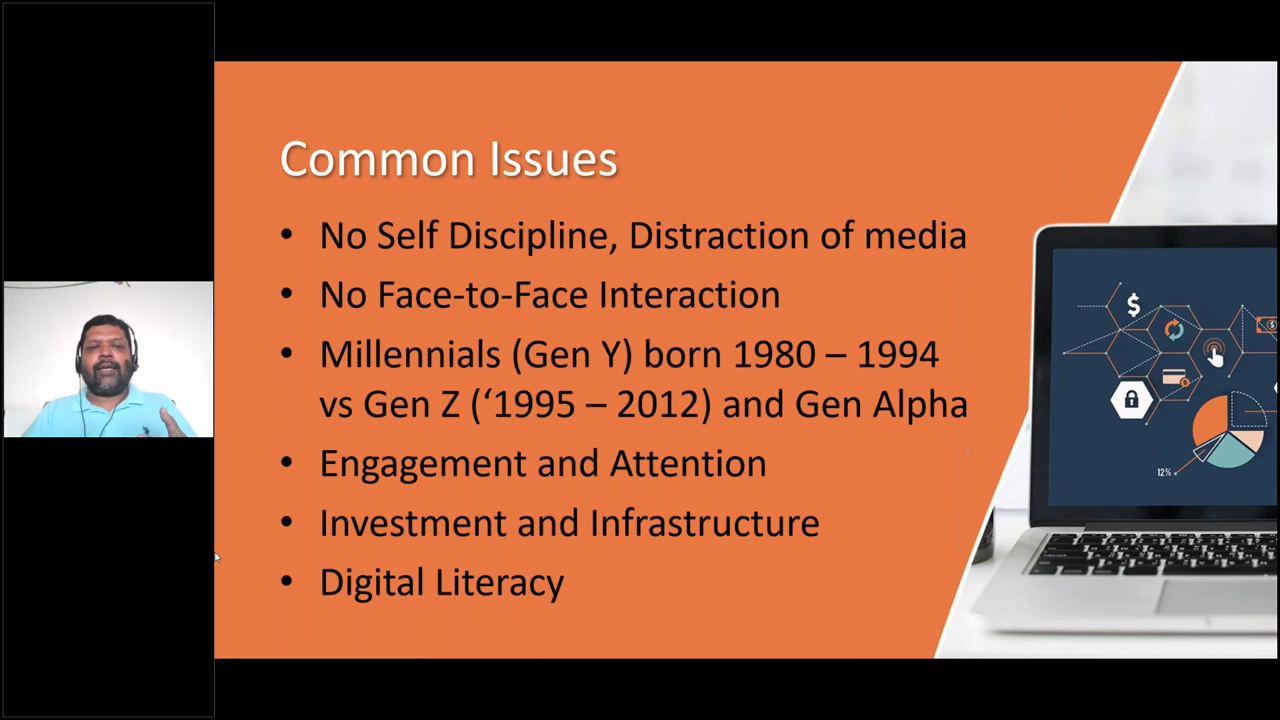 Common Issues
• No Self Discipline, Distraction of media
• No Face-to-Face Interaction
• Millennials (Gen Y) born 1980 – 1994
vs Gen Z (‘1995 – 2012) and Gen Alpha
• Engagement and Attention
• Investment and Infrastructure
• Digital Literacy
$
$
12%